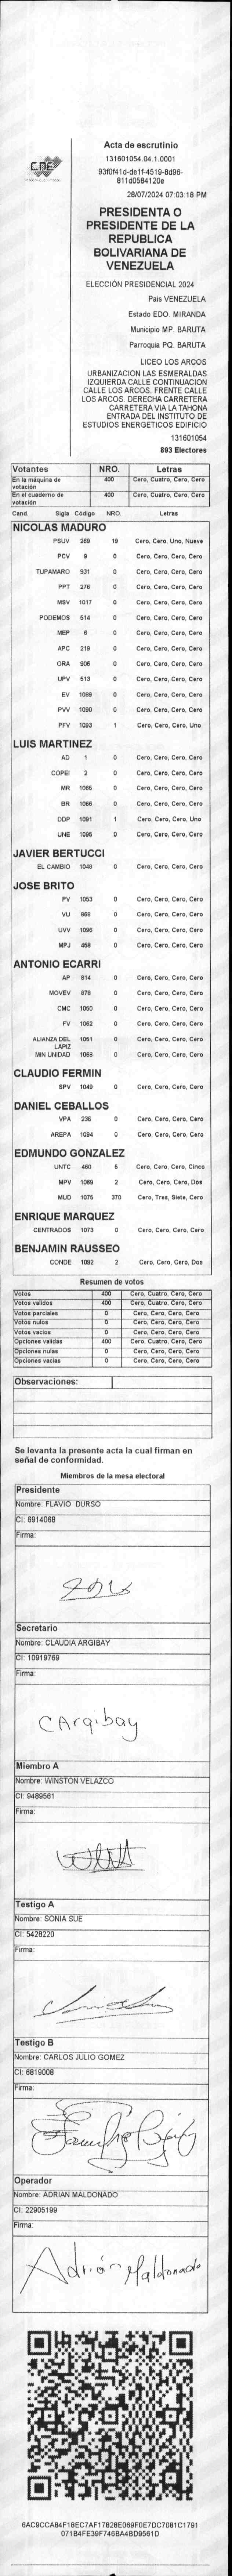 CNE
Acta de escrutinio
131601054.04.1.0001
93f0f41d-de1f-4519-8d96-
811d0584120e
28/07/2024 07:03:18 PM
PRESIDENTA O
PRESIDENTE DE LA
REPUBLICA
BOLIVARIANA DE
VENEZUELA
ELECCIÓN PRESIDENCIAL 2024
Pais VENEZUELA
Estado EDO. MIRANDA
Municipio MP. BARUTA
Parroquia PQ. BARUTA
LICEO LOS ARCOS
URBANIZACION LAS ESMERALDAS
IZQUIERDA CALLE CONTINUACION
CALLE LOS ARCOS. FRENTE CALLE
LOS ARCOS. DERECHA CARRETERA
CARRETERA VIA LA TAHONA
ENTRADA DEL INSTITUTO DE
ESTUDIOS ENERGETICOS EDIFICIO
131601054
893 Electores
Votantes NRO. Letras
En la máquina de votación 400 Cero, Cuatro, Cero, Cero
En el cuaderno de votación 400 Cero, Cuatro, Cero, Cero
Cand. Sigla Código NRO. Letras
NICOLAS MADURO
PSUV 269 19 Cero, Cero, Uno, Nueve
PCV 9 0 Cero, Cero, Cero, Cero
TUPAMARO 931 0 Cero, Cero, Cero, Cero
PPT 276 0 Cero, Cero, Cero, Cero
MSV 1017 0 Cero, Cero, Cero, Cero
PODEMOS 514 0 Cero, Cero, Cero, Cero
MEP 6 0 Cero, Cero, Cero, Cero
APC 219 0 Cero, Cero, Cero, Cero
ORA 906 0 Cero, Cero, Cero, Cero
UPV 513 0 Cero, Cero, Cero, Cero
EV 1089 0 Cero, Cero, Cero, Cero
PVV 1090 0 Cero, Cero, Cero, Cero
PFV 1093 1 Cero, Cero, Cero, Uno
LUIS MARTINEZ
AD 1 0 Cero, Cero, Cero, Cero
COPEI 2 0 Cero, Cero, Cero, Cero
MR 1065 0 Cero, Cero, Cero, Cero
BR 1066 0 Cero, Cero, Cero, Cero
DDP 1091 1 Cero, Cero, Cero, Uno
UNE 1095 0 Cero, Cero, Cero, Cero
JAVIER BERTUCCI
EL CAMBIO 1048 0 Cero, Cero, Cero, Cero
JOSE BRITO
PV 1053 0 Cero, Cero, Cero, Cero
VU 988 0 Cero, Cero, Cero, Cero
UVV 1096 0 Cero, Cero, Cero, Cero
MPJ 458 0 Cero, Cero, Cero, Cero
ANTONIO ECARRI
AP 814 0 Cero, Cero, Cero, Cero
MOVEV 879 0 Cero, Cero, Cero, Cero
CMC 1050 0 Cero, Cero, Cero, Cero
FV 1062 0 Cero, Cero, Cero, Cero
ALIANZA DEL LAPIZ 1061 0 Cero, Cero, Cero, Cero
MIN UNIDAD 1068 0 Cero, Cero, Cero, Cero
CLAUDIO FERMIN
SPV 1049 0 Cero, Cero, Cero, Cero
DANIEL CEBALLOS
VPA 236 0 Cero, Cero, Cero, Cero
AREPA 1094 0 Cero, Cero, Cero, Cero
EDMUNDO GONZALEZ
UNTC 460 5 Cero, Cero, Cero, Cinco
MPV 1069 2 Cero, Cero, Cero, Dos
MUD 1075 370 Cero, Tres, Siete, Cero
ENRIQUE MARQUEZ
CENTRADOS 1073 0 Cero, Cero, Cero, Cero
BENJAMIN RAUSSEO
CONDE 1092 2 Cero, Cero, Cero, Dos
Resumen de votos
Votos 400 Cero, Cuatro, Cero, Cero
Votos validos 400 Cero, Cuatro, Cero, Cero
Votos parciales 0 Cero, Cero, Cero, Cero
Votos nulos 0 Cero, Cero, Cero, Cero
Votos vacios 0 Cero, Cero, Cero, Cero
Opciones validas 400 Cero, Cuatro, Cero, Cero
Opciones nulas 0 Cero, Cero, Cero, Cero
Opciones vacias 0 Cero, Cero, Cero, Cero
Observaciones:
Se levanta la presente acta la cual firman en
señal de conformidad.
Miembros de la mesa electoral
Presidente
Nombre: FLAVIO DURSO
CI: 6914068
Firma:
Secretario
Nombre: CLAUDIA ARGIBAY
CI: 10919769
Firma:
CArgibay
Miembro A
Nombre: WINSTON VELAZCO
CI: 9489561
Firma:
Testigo A
Nombre: SONIA SUE
CI: 5428220
Firma:
Testigo B
Nombre: CARLOS JULIO GOMEZ
CI: 6819008
Firma:
Operador
Nombre: ADRIAN MALDONADO
CI: 22905199
Firma:
Adrián Maldonado
6AC9CCA84F18EC7AF17828E069F0E7DC7081C1791
071B4FE39F746BA4BD9561D